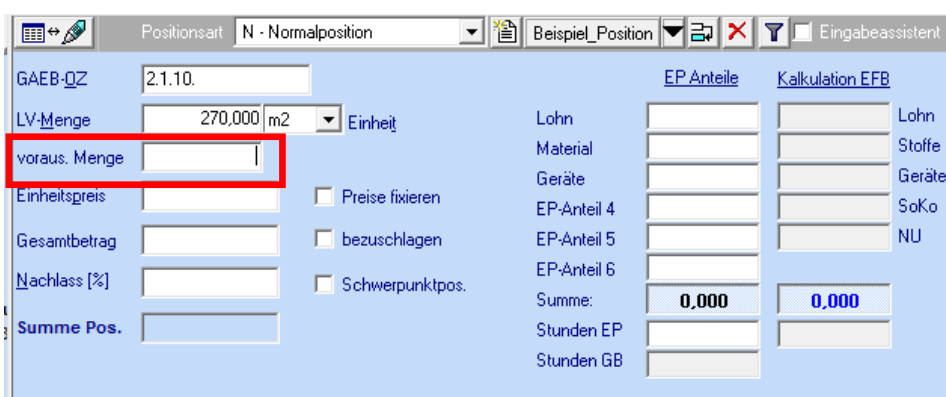 Positionsart N - Normalposition Beispiel_Position Eingabeassistent
GAEB-OZ 2.1.10. EP Anteile Kalkulation EFB
LV-Menge 270,000 m2 Einheit Lohn Lohn
voraus. Menge Material Stoffe
Einheitspreis Preise fixieren Geräte Geräte
EP-Anteil 4 SoKo
Gesamtbetrag bezuschlagen EP-Anteil 5 NU
Nachlass [%] Schwerpunktpos. EP-Anteil 6
Summe: 0,000 0,000
Summe Pos. Stunden EP
Stunden GB